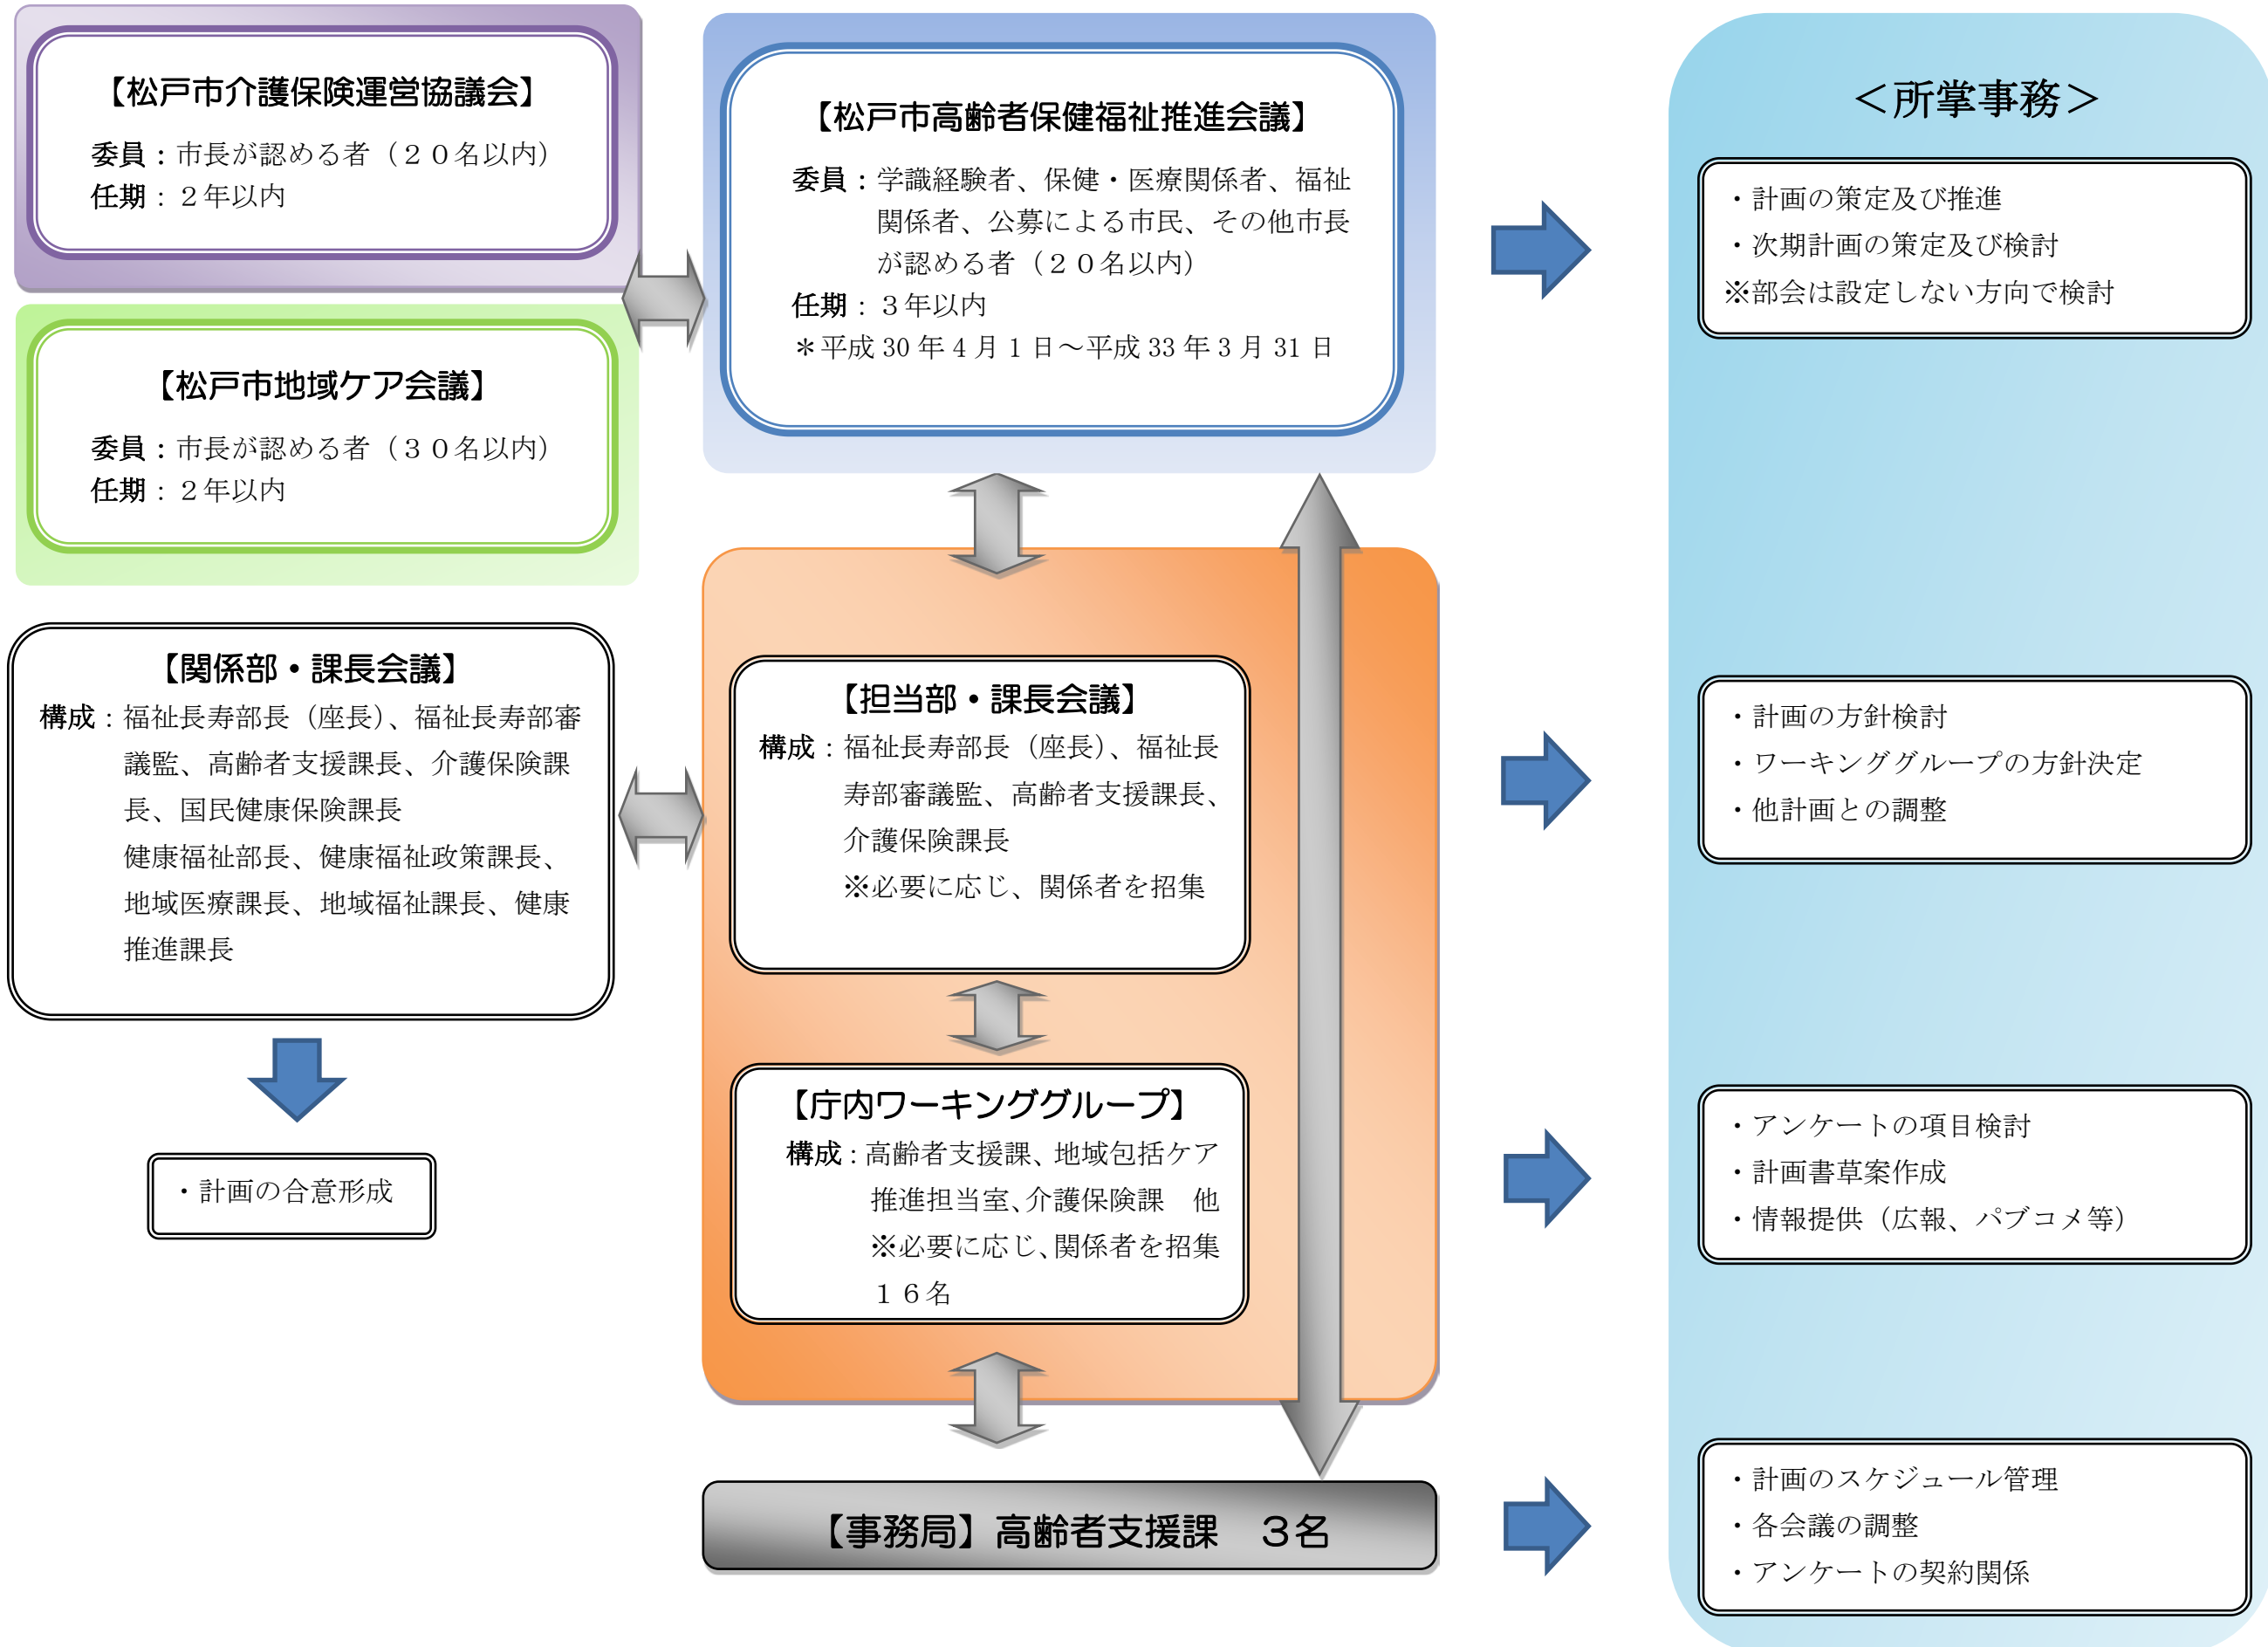 【松戸市介護保険運営協議会】
委員：市長が認める者（２０名以内）
任期：２年以内
【松戸市地域ケア会議】
委員：市長が認める者（３０名以内）
任期：２年以内
【関係部・課長会議】
構成：福祉長寿部長（座長）、福祉長寿部審
議監、高齢者支援課長、介護保険課
長、国民健康保険課長
健康福祉部長、健康福祉政策課長、
地域医療課長、地域福祉課長、健康
推進課長
・計画の合意形成
【松戸市高齢者保健福祉推進会議】
委員：学識経験者、保健・医療関係者、福祉
関係者、公募による市民、その他市長
が認める者（２０名以内）
任期：３年以内
＊平成 30 年 4 月 1 日～平成 33 年 3 月 31 日
【担当部・課長会議】
構成：福祉長寿部長（座長）、福祉長
寿部審議監、高齢者支援課長、
介護保険課長
※必要に応じ、関係者を招集
【庁内ワーキンググループ】
構成：高齢者支援課、地域包括ケア
推進担当室、介護保険課　他
※必要に応じ、関係者を招集
１６名
【事務局】高齢者支援課　３名
＜所掌事務＞
・計画の策定及び推進
・次期計画の策定及び検討
※部会は設定しない方向で検討
・計画の方針検討
・ワーキンググループの方針決定
・他計画との調整
・アンケートの項目検討
・計画書草案作成
・情報提供（広報、パブコメ等）
・計画のスケジュール管理
・各会議の調整
・アンケートの契約関係